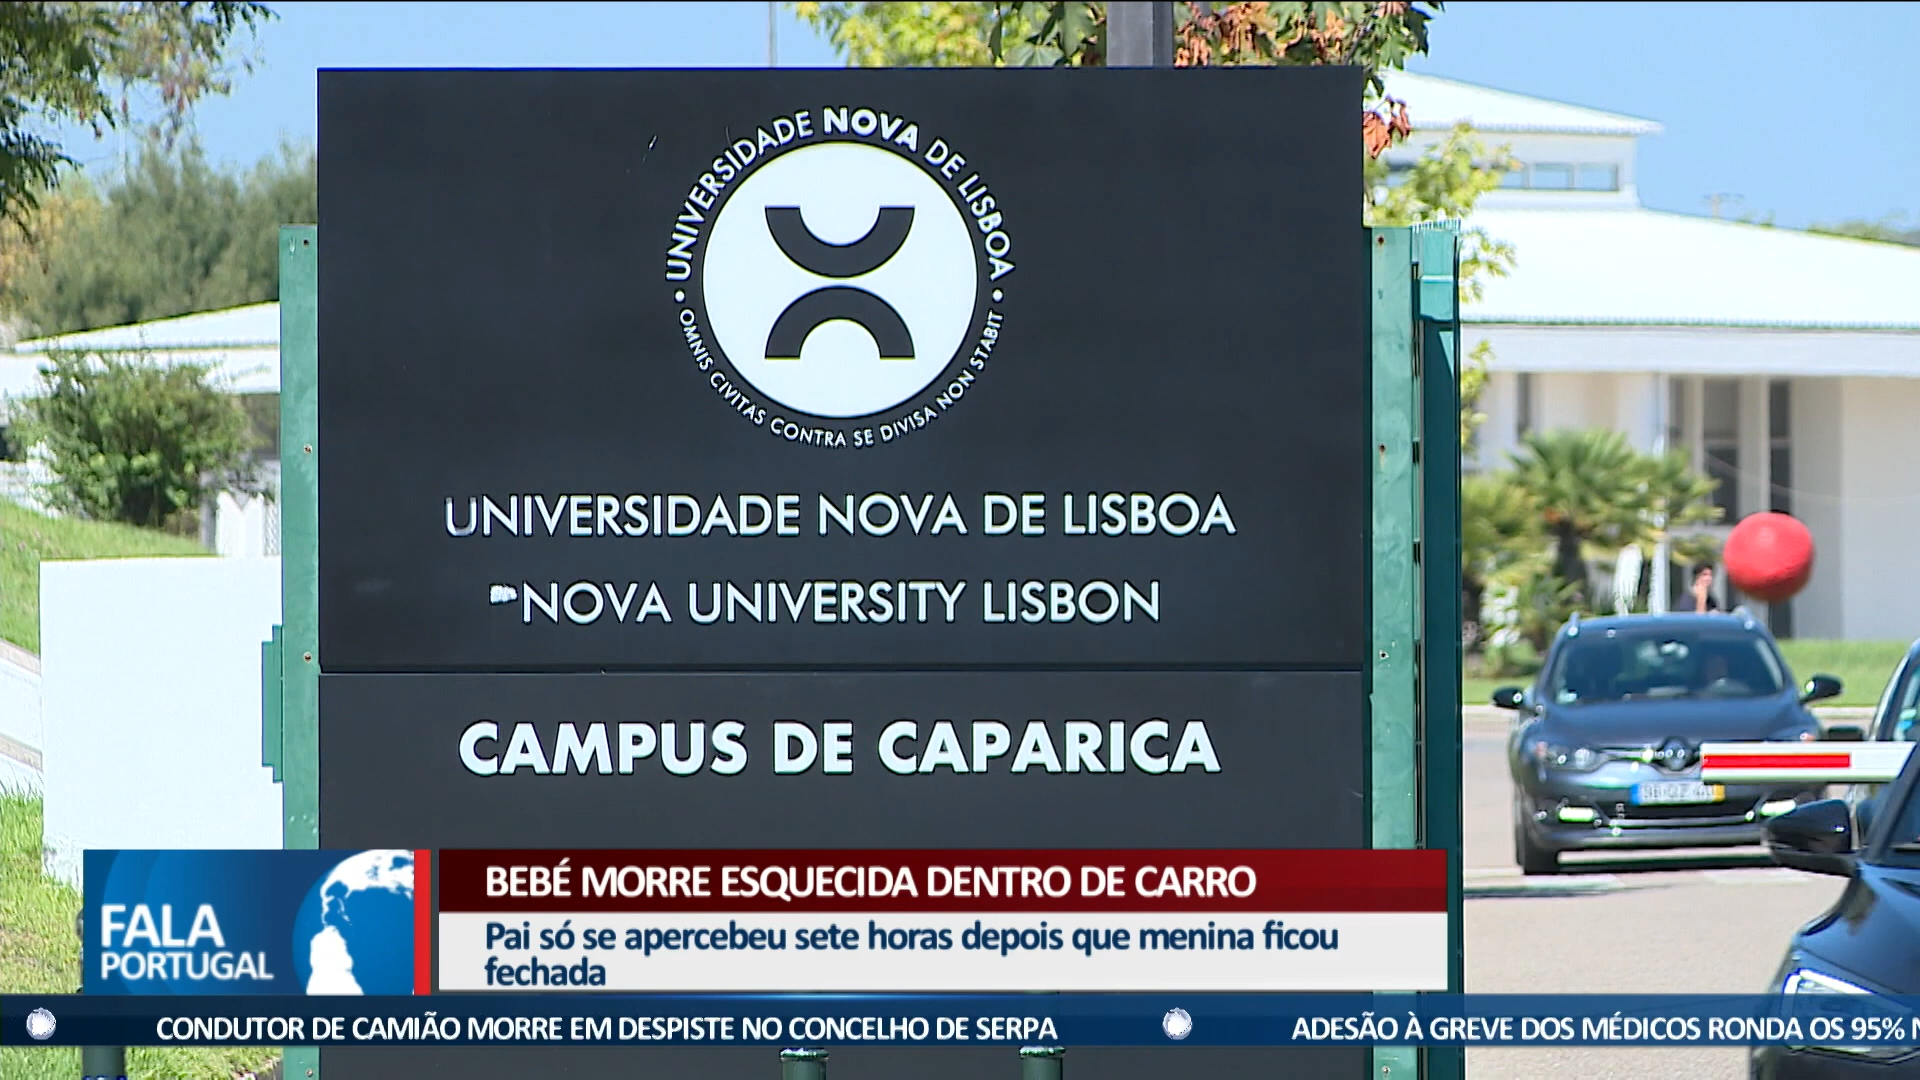 UNIVERSIDADE NOVA DE LISBOA
OMNIS CIVITAS CONTRA SE DIVISA NON STABIT
UNIVERSIDADE NOVA DE LISBOA
NOVA UNIVERSITY LISBON
CAMPUS DE CAPARICA
FALA
PORTUGAL
BEBÉ MORRE ESQUECIDA DENTRO DE CARRO
Pai só se apercebeu sete horas depois que menina ficou
fechada
CONDUTOR DE CAMIÃO MORRE EM DESPISTE NO CONCELHO DE SERPA
ADESÃO À GREVE DOS MÉDICOS RONDA OS 95%